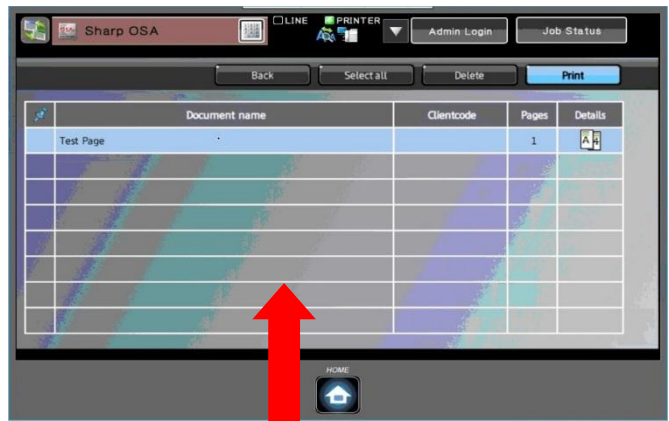 Sharp OSA
LINE
PRINTER
Admin Login
Job Status
Back
Select all
Delete
Print
Document name
Clientcode
Pages
Details
Test Page
1
A4
HOME